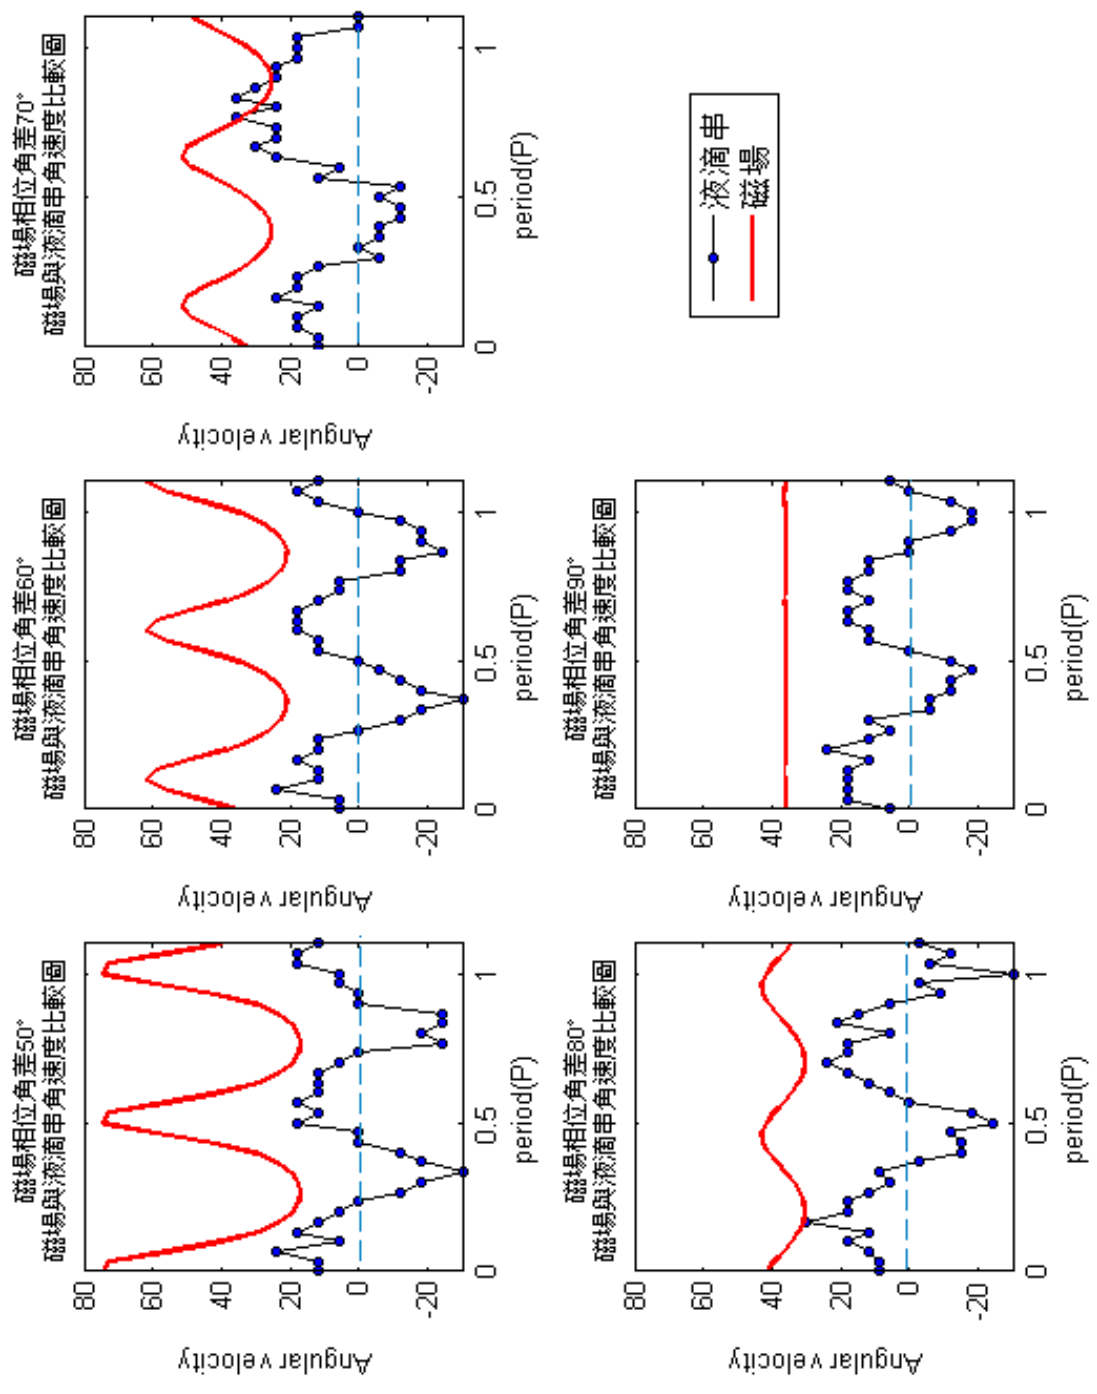 磁場相位角差50°
磁場與液滴串角速度比較圖
80
60
40
20
0
-20
Angular velocity
0 0.5 1
period(P)
磁場相位角差60°
磁場與液滴串角速度比較圖
80
60
40
20
0
-20
Angular velocity
0 0.5 1
period(P)
磁場相位角差70°
磁場與液滴串角速度比較圖
80
60
40
20
0
-20
Angular velocity
0 0.5 1
period(P)
磁場相位角差80°
磁場與液滴串角速度比較圖
80
60
40
20
0
-20
Angular velocity
0 0.5 1
period(P)
磁場相位角差90°
磁場與液滴串角速度比較圖
80
60
40
20
0
-20
Angular velocity
0 0.5 1
period(P)
液滴串
磁場